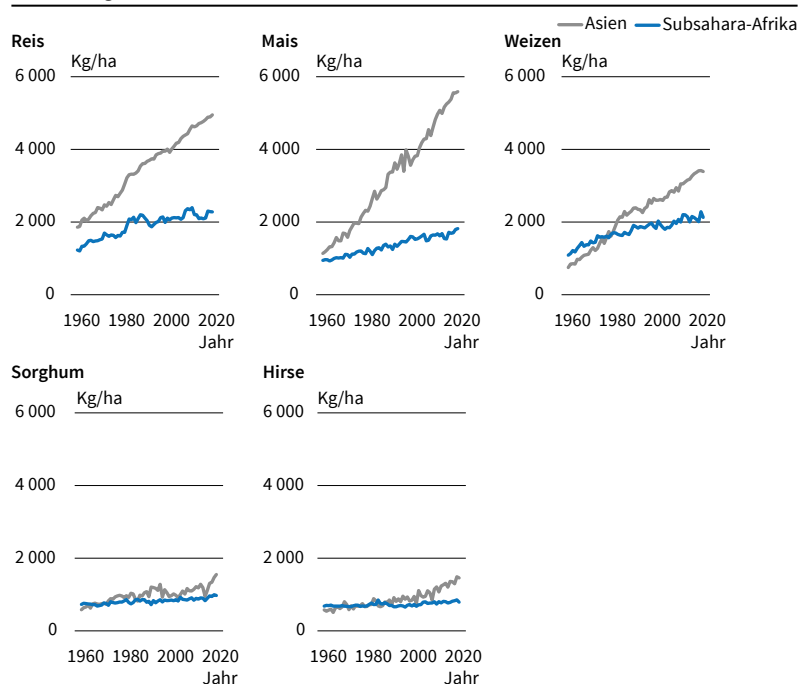 Asien Subsahara-Afrika
Reis Mais Weizen
Kg/ha Kg/ha Kg/ha
6 000 6 000 6 000
4 000 4 000 4 000
2 000 2 000 2 000
0 0 0
1960 1980 2000 2020 1960 1980 2000 2020 1960 1980 2000 2020
Jahr Jahr Jahr
Sorghum Hirse
Kg/ha Kg/ha
6 000 6 000
4 000 4 000
2 000 2 000
0 0
1960 1980 2000 2020 1960 1980 2000 2020
Jahr Jahr